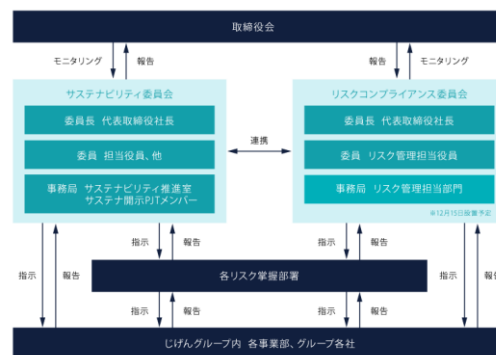 取締役会
モニタリング
報告
報告
モニタリング
サステナビリティ委員会
委員長 代表取締役社長
委員 担当役員、他
事務局 サステナビリティ推進室
サステナ開示PJTメンバー
連携
リスクコンプライアンス委員会
委員長 代表取締役社長
委員 リスク管理担当役員
事務局 リスク管理担当部門
※12月15日設置予定
指示
報告
指示
報告
指示
報告
指示
報告
各リスク掌握部署
指示
報告
指示
報告
じげんグループ内 各事業部、グループ各社